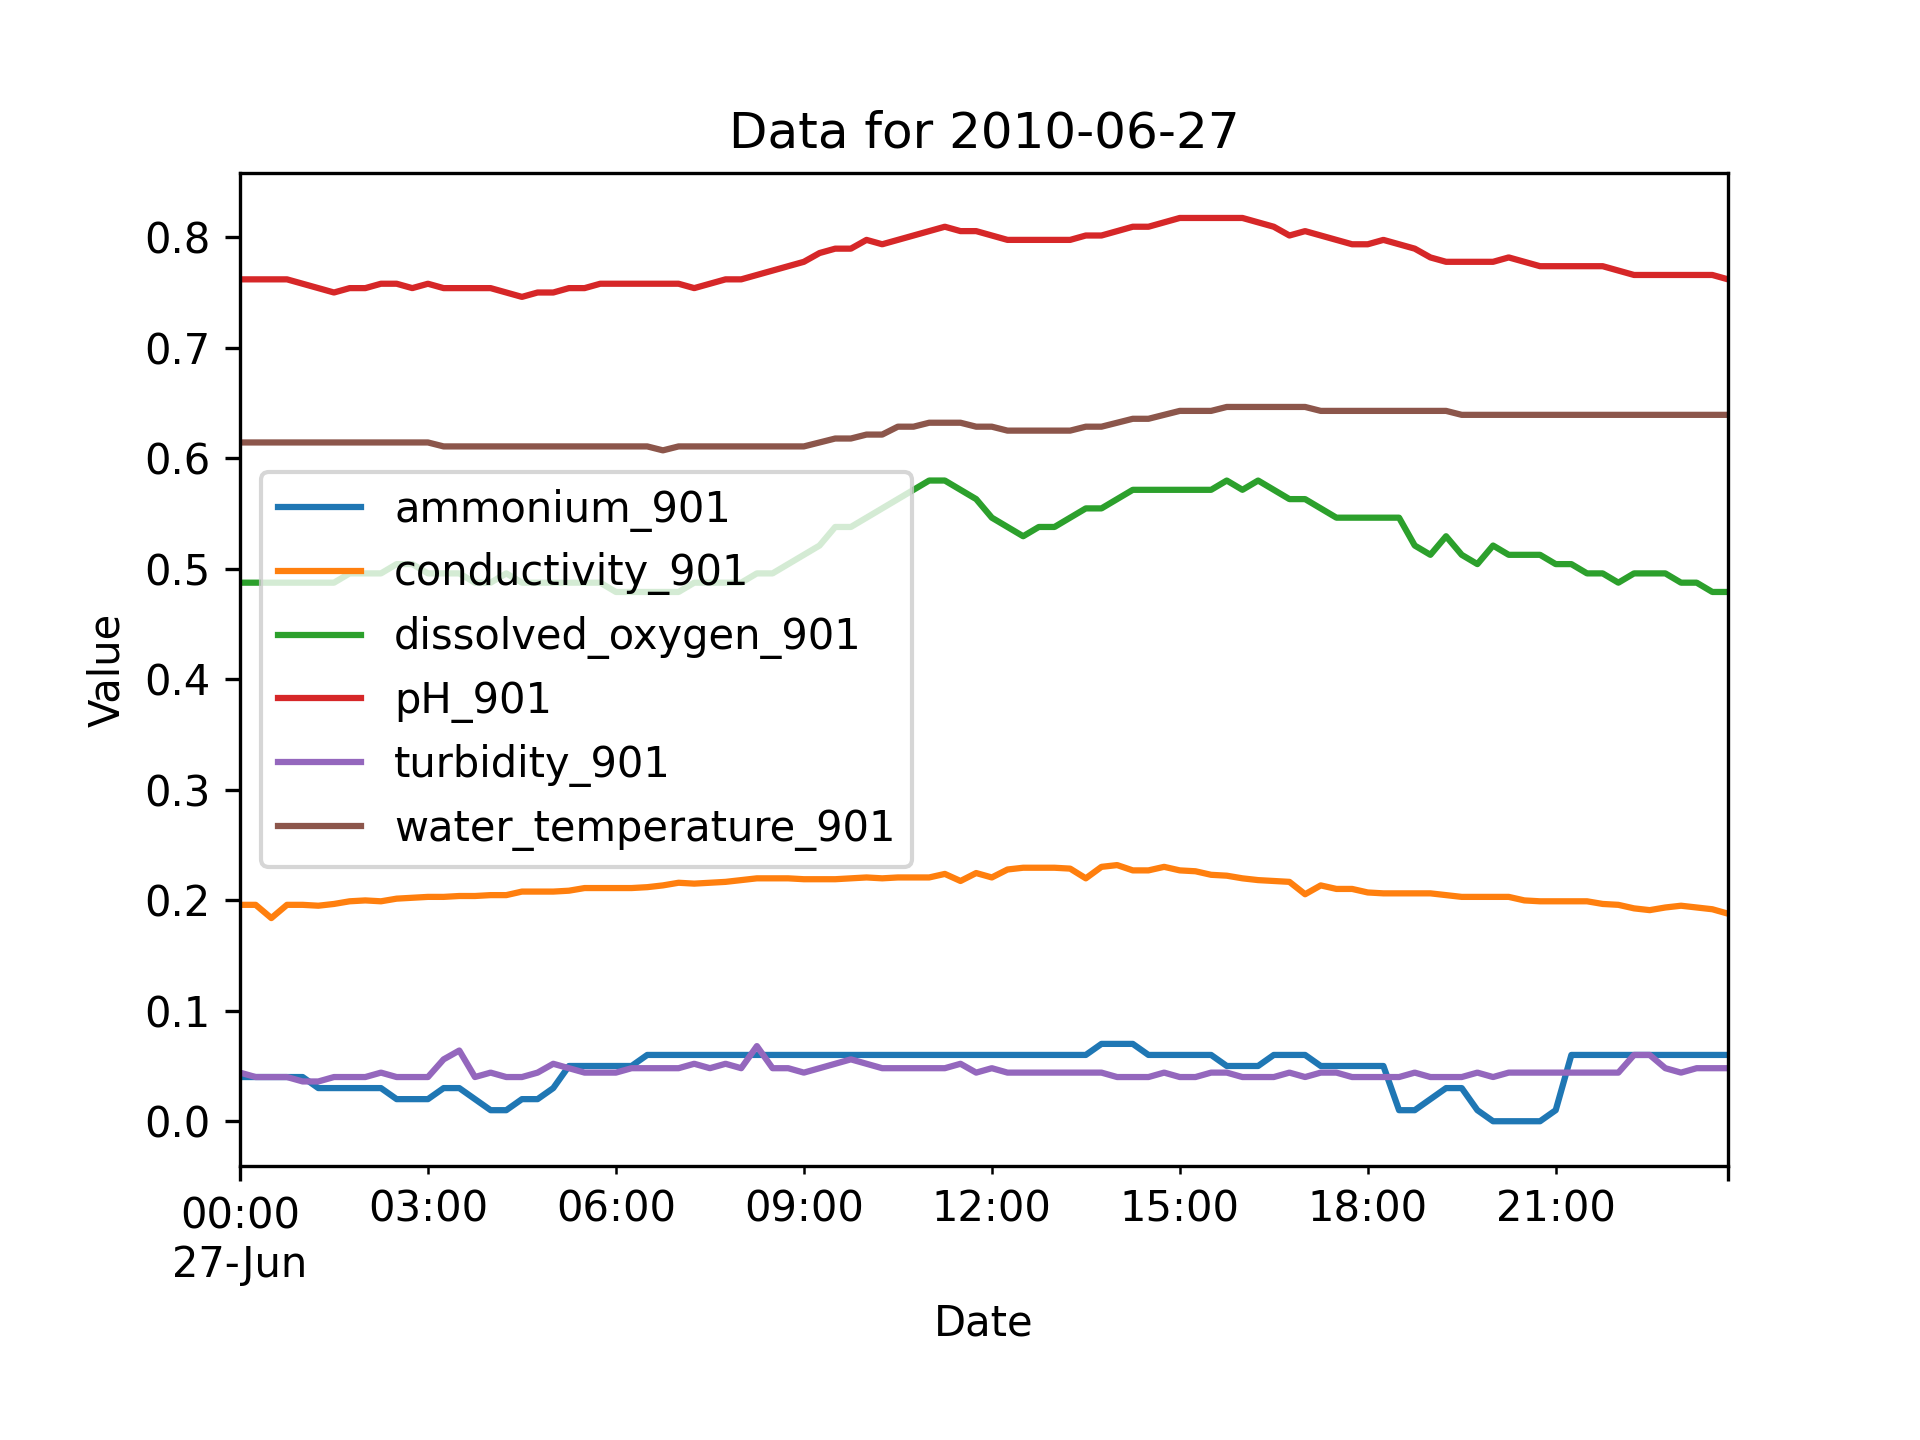 Data for 2010-06-27
0.8
0.7
0.6
0.5
0.4
0.3
0.2
0.1
0.0
Value
ammonium_901
conductivity_901
dissolved_oxygen_901
pH_901
turbidity_901
water_temperature_901
00:00 03:00 06:00 09:00 12:00 15:00 18:00 21:00
27-Jun
Date